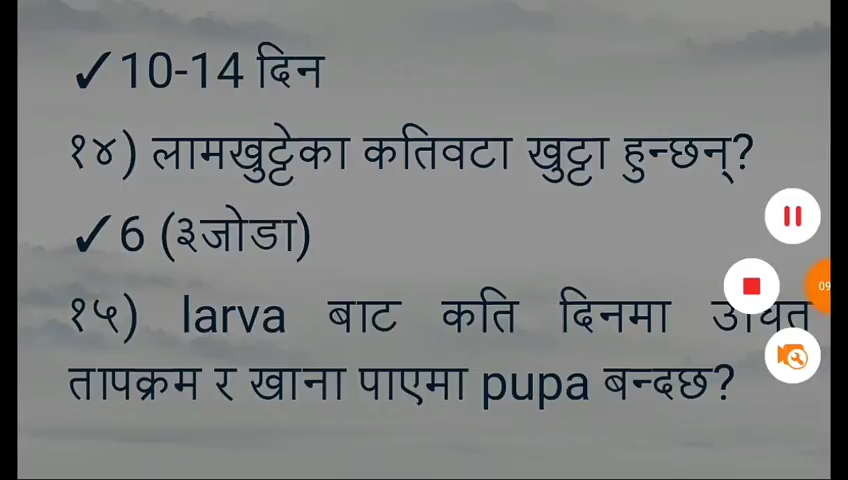 ✓10-14 दिन
१४) लामखुट्टेका कतिवटा खुट्टा हुन्छन्?
✓6 (३जोडा)
१५) larva बाट कति दिनमा
तापक्रम र खाना पाएमा pupa बन्दछ?
09